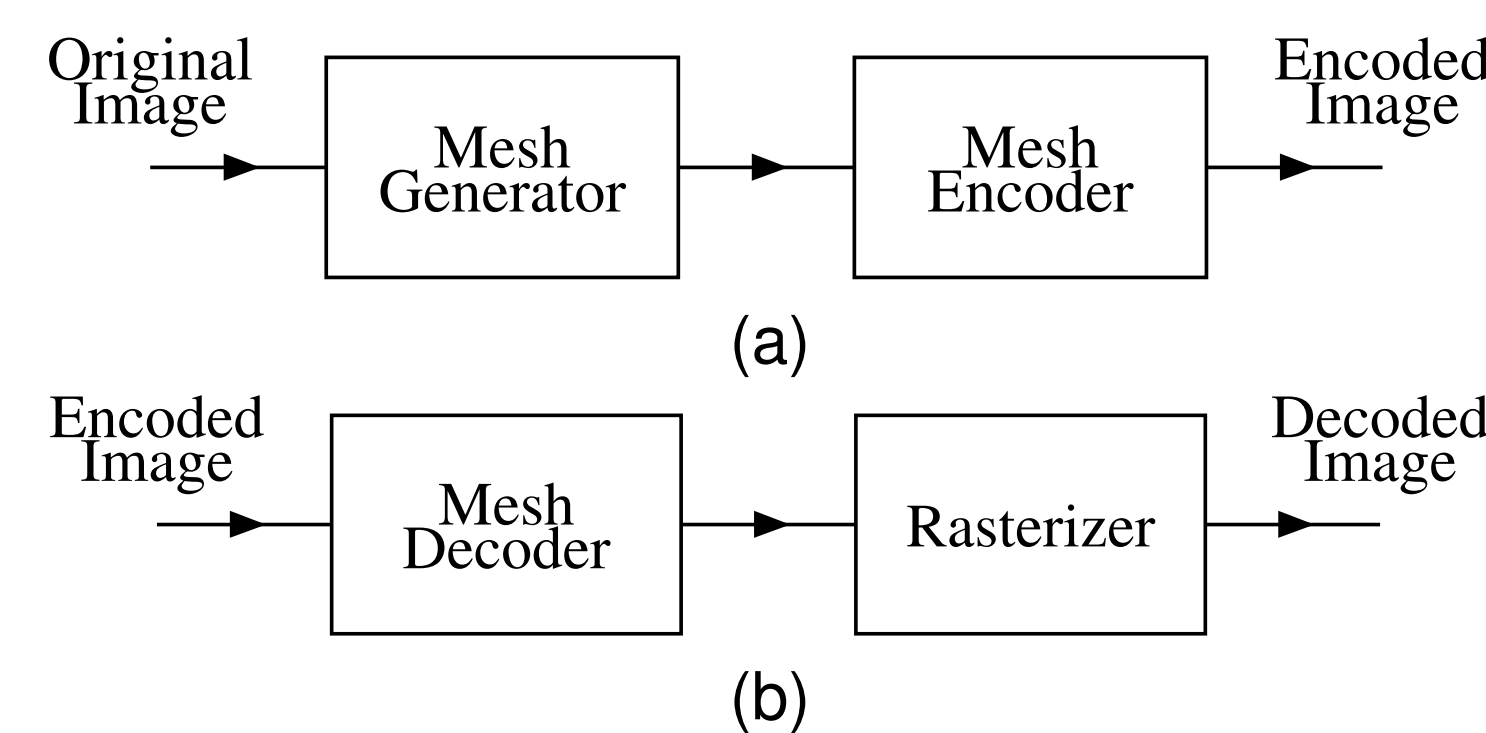 Original
Image
Mesh
Generator
Mesh
Encoder
Encoded
Image
(a)
Encoded
Image
Mesh
Decoder
Rasterizer
Decoded
Image
(b)